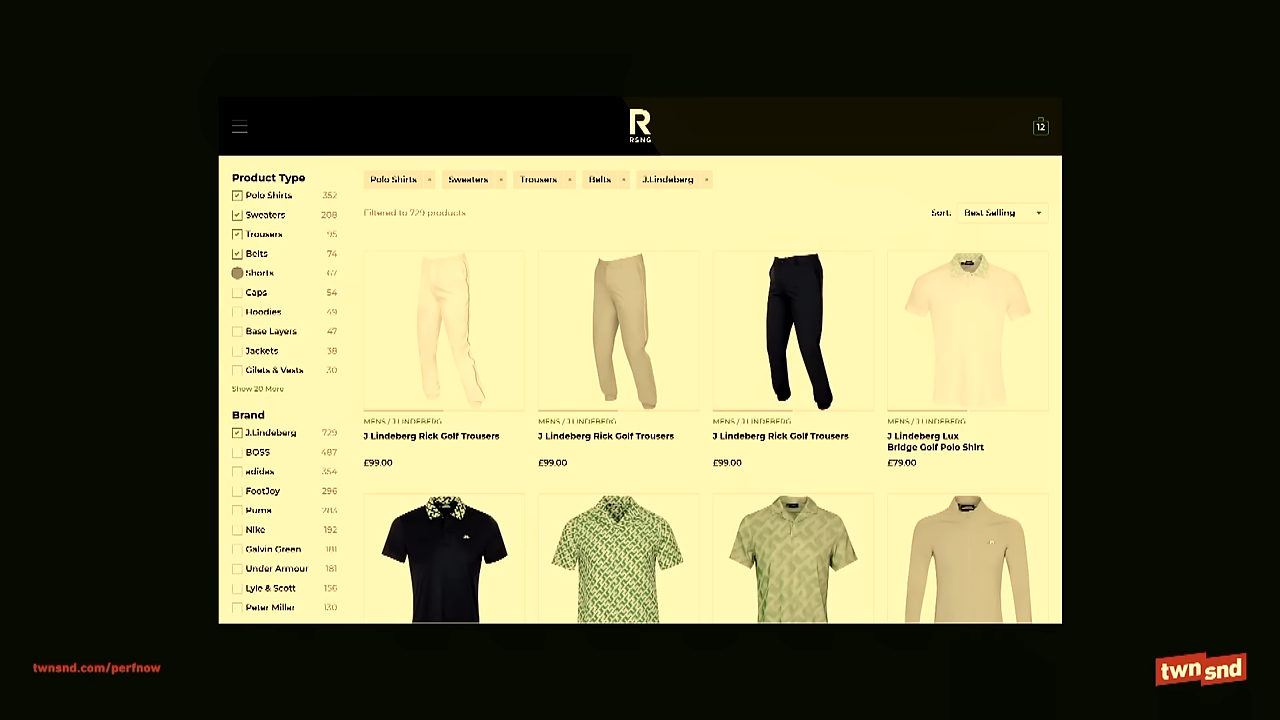 R
RSNG
12
Product Type
Polo Shirts 352
Sweaters 208
Trousers 95
Belts 74
Shorts 67
Caps 54
Hoodies 49
Base Layers 47
Jackets 38
Gilets & Vests 30
Show 20 More
Brand
J.Lindeberg 729
BOSS 487
adidas 354
FootJoy 296
Puma 283
Nike 192
Galvin Green 181
Under Armour 181
Lyle & Scott 156
Peter Millar 130
Polo Shirts Sweaters Trousers Belts J.Lindeberg
Filtered to 729 products
Sort: Best Selling
MENS / J LINDEBERG
J Lindeberg Rick Golf Trousers
£99.00
MENS / J LINDEBERG
J Lindeberg Rick Golf Trousers
£99.00
MENS / J LINDEBERG
J Lindeberg Rick Golf Trousers
£99.00
MENS / J LINDEBERG
J Lindeberg Lux
Bridge Golf Polo Shirt
£79.00
twnsnd.com/perfnow
twn snd